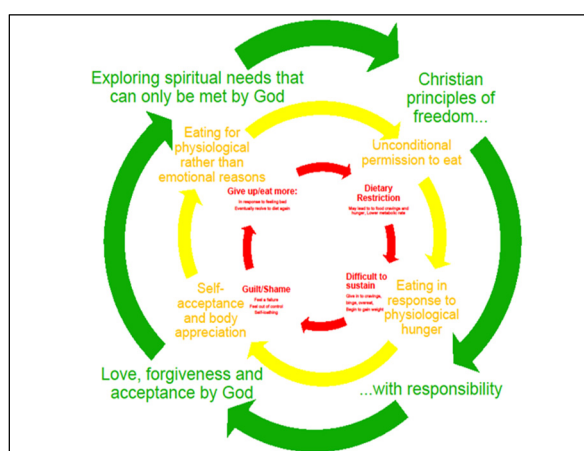 Exploring spiritual needs that
can only be met by God
Christian
principles of
freedom...
Eating for
physiological
rather than
emotional reasons
Unconditional
permission to eat
Give up/eat more:
In response to feeling bad
Eventually revive to diet again
Dietary
Restriction
May lead to to food cravings and
hunger, Lower metabolic rate
Guilt/Shame
Feel a failure
Feel out of control
Self-loathing
Difficult to
sustain
Give in to cravings,
binge, overeat,
Begin to gain weight
Self-
acceptance
and body
appreciation
Eating in
response to
physiological
hunger
Love, forgiveness and
acceptance by God
...with responsibility